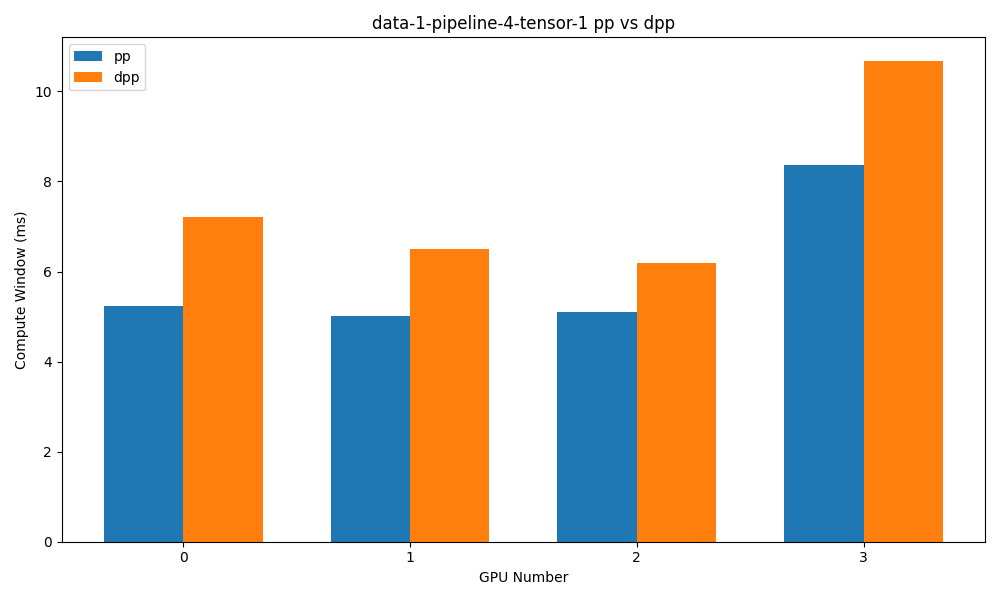 data-1-pipeline-4-tensor-1 pp vs dpp
pp
dpp
Compute Window (ms)
10
8
6
4
2
0
0 1 2 3
GPU Number